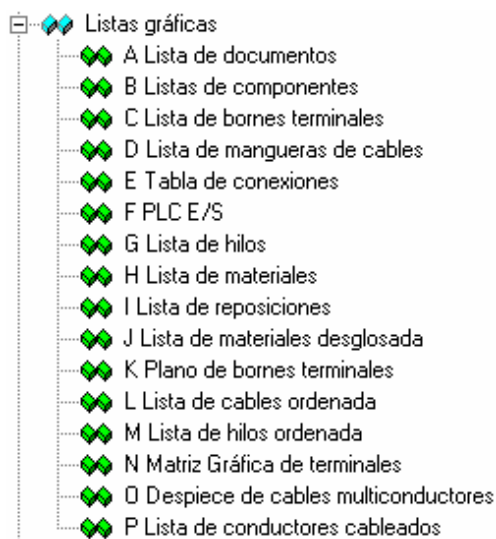 Listas gráficas
A Lista de documentos
B Listas de componentes
C Lista de bornes terminales
D Lista de mangueras de cables
E Tabla de conexiones
F PLC E/S
G Lista de hilos
H Lista de materiales
I Lista de reposiciones
J Lista de materiales desglosada
K Plano de bornes terminales
L Lista de cables ordenada
M Lista de hilos ordenada
N Matriz Gráfica de terminales
O Despiece de cables multiconductores
P Lista de conductores cableados